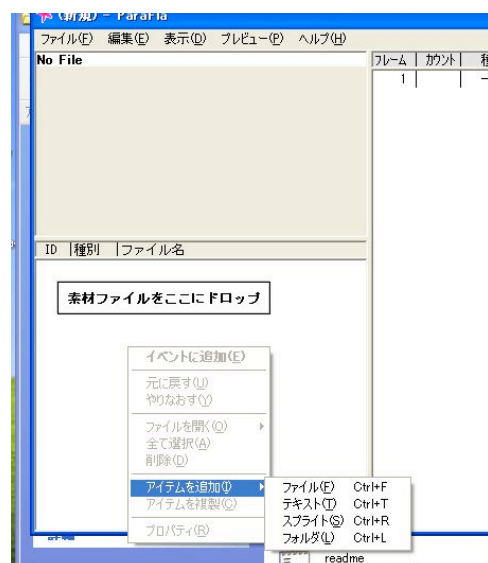 (新規) - ParaFla
ファイル(F) 編集(E) 表示(D) プレビュー(P) ヘルプ(H)
No File
フレーム カウント 種
1
ID 種別 ファイル名
素材ファイルをここにドロップ
イベントに追加(E)
元に戻す(U)
やりなおす(Y)
ファイルを開く(O)
全て選択(A)
削除(D)
アイテムを追加(I)
アイテムを複製(C)
プロパティ(R)
ファイル(F) Ctrl+F
テキスト(T) Ctrl+T
スプライト(S) Ctrl+R
フォルダ(L) Ctrl+L
readme